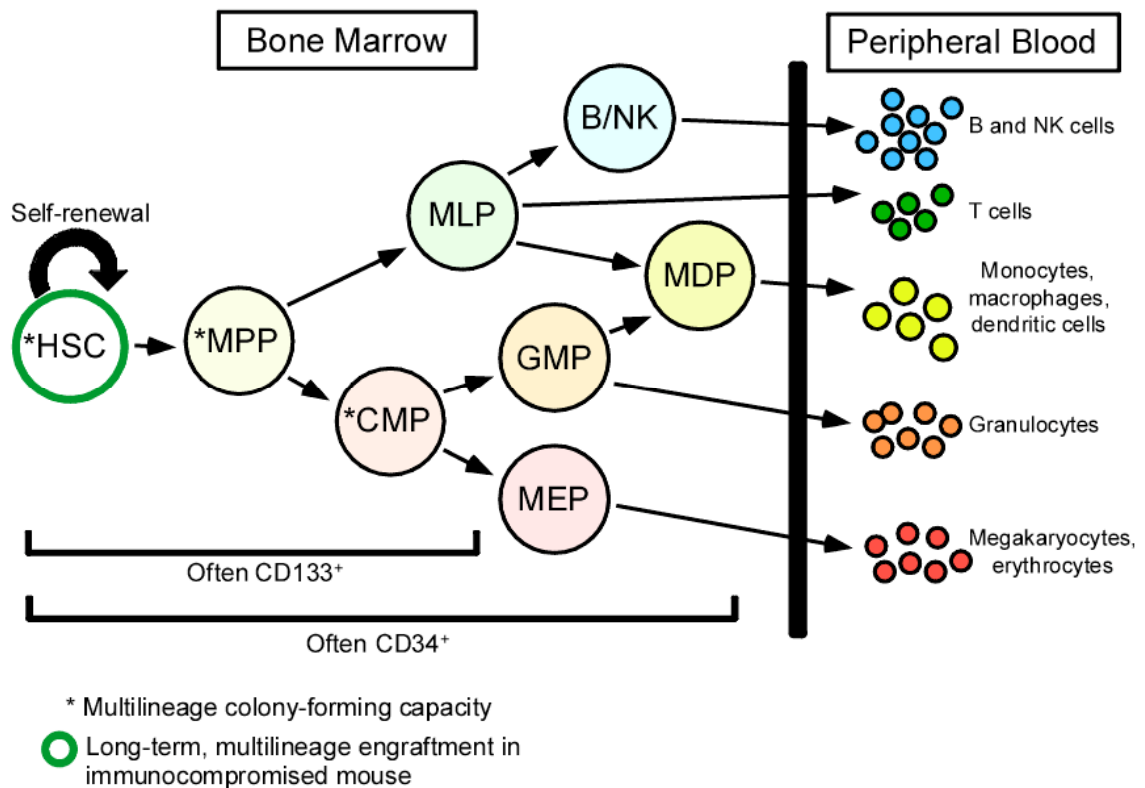 Bone Marrow
Peripheral Blood
B/NK
B and NK cells
MLP
T cells
Self-renewal
MDP
Monocytes,
macrophages,
dendritic cells
*HSC
*MPP
GMP
*CMP
Granulocytes
MEP
Megakaryocytes,
erythrocytes
Often CD133⁺
Often CD34⁺
* Multilineage colony-forming capacity
Long-term, multilineage engraftment in
immunocompromised mouse